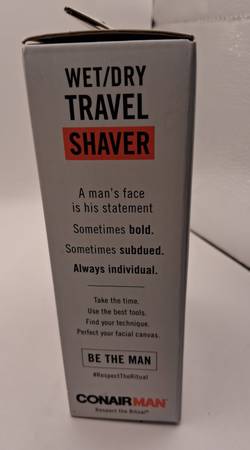 WET/DRY
TRAVEL
SHAVER
A man's face
is his statement
Sometimes bold.
Sometimes subdued.
Always individual.
Take the time.
Use the best tools.
Find your technique.
Perfect your facial canvas.
BE THE MAN
#RespectTheRitual
CONAIRMAN
Respect the Ritual®